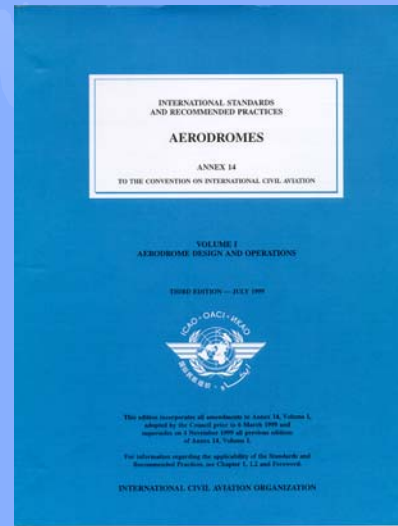 INTERNATIONAL STANDARDS
AND RECOMMENDED PRACTICES
AERODROMES
ANNEX 14
TO THE CONVENTION ON INTERNATIONAL CIVIL AVIATION
VOLUME I
AERODROME DESIGN AND OPERATIONS
THIRD EDITION — JULY 1999
ICAO · OACI · ИКАО
This edition incorporates all amendments to Annex 14, Volume I,
adopted by the Council prior to 6 March 1999 and
supersedes on 4 November 1999 all previous editions
of Annex 14, Volume I.
For information regarding the applicability of the Standards and
Recommended Practices, see Chapter 1, 1.2 and Foreword.
INTERNATIONAL CIVIL AVIATION ORGANIZATION